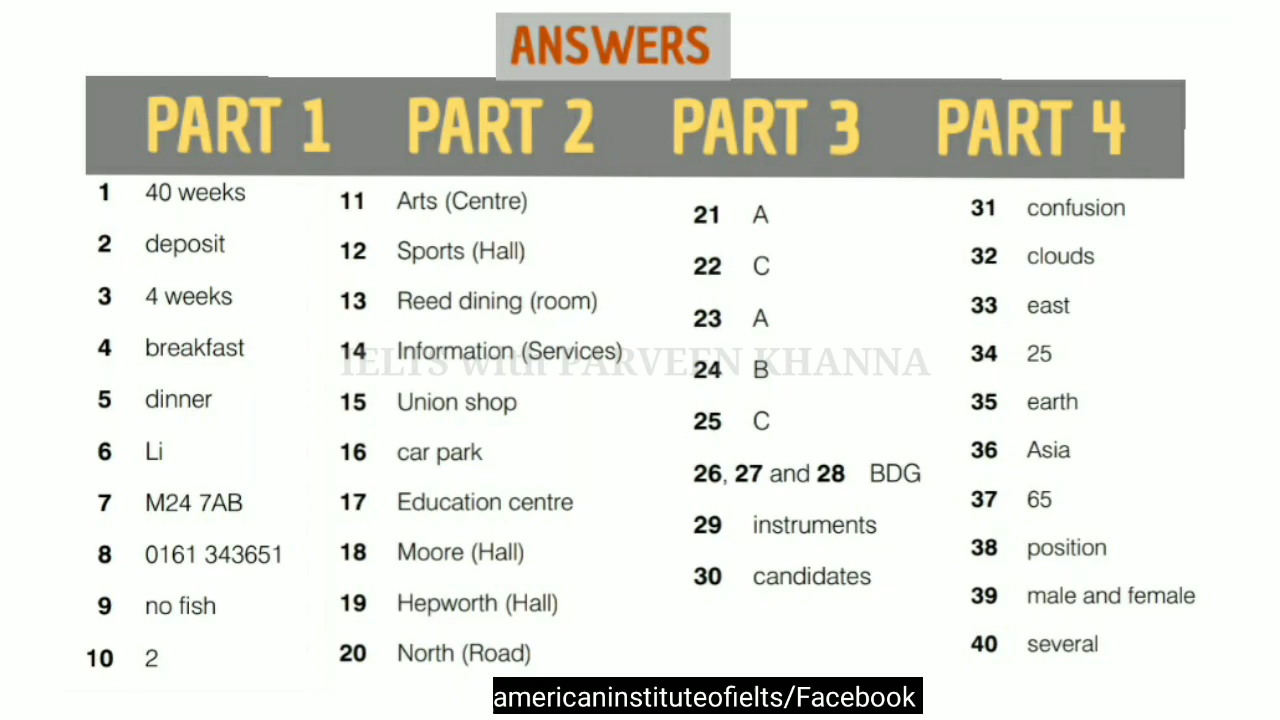 ANSWERS
PART 1 PART 2 PART 3 PART 4
1 40 weeks
2 deposit
3 4 weeks
4 breakfast
5 dinner
6 Li
7 M24 7AB
8 0161 343651
9 no fish
10 2
11 Arts (Centre)
12 Sports (Hall)
13 Reed dining (room)
14 Information (Services)
15 Union shop
16 car park
17 Education centre
18 Moore (Hall)
19 Hepworth (Hall)
20 North (Road)
21 A
22 C
23 A
24 B
25 C
26, 27 and 28 BDG
29 instruments
30 candidates
31 confusion
32 clouds
33 east
34 25
35 earth
36 Asia
37 65
38 position
39 male and female
40 several
IELTS with PARVEEN KHANNA
americaninstituteofielts/Facebook